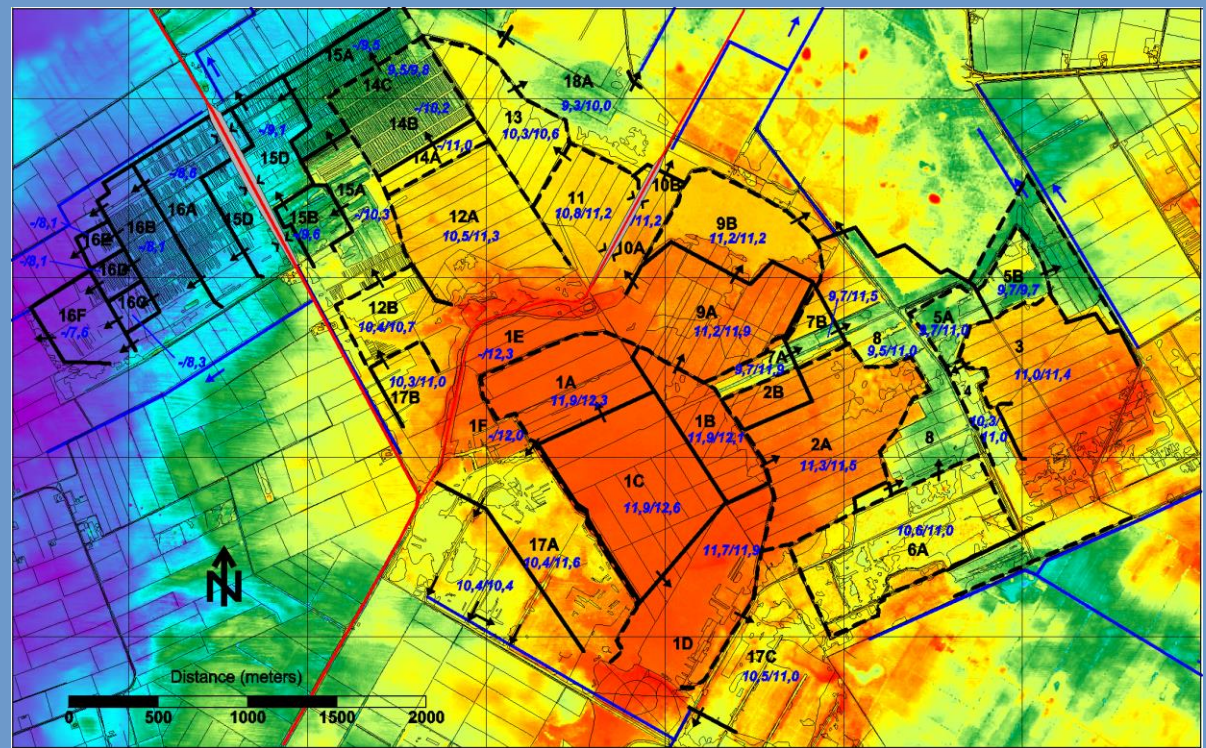 15A
-/9,8
9,5/9,8
14C
18A
9,3/10,0
-/10,2
13
10,3/10,6
14B
-/9,1
-/11,0
14A
15D
-/8,6
15A
10B
11
10,8/11,2
-/10,3
16A
12A
10,5/11,3
9B
11,2/11,2
15B
-/9,6
15D
/11,2
-/8,1
16B
16E
-/8,1
10A
-/8,1
16D
5B
9,7/9,7
16C
9,7/11,5
12B
10,4/10,7
9A
11,2/11,9
16F
-/7,6
7B
5A
9,7/11,0
1E
-/12,3
8
9,5/11,0
3
11,0/11,4
-/8,3
7A
9,7/11,9
10,3/11,0
17B
1A
11,9/12,3
2B
4
10,3/
11,0
1F
-/12,0
1B
11,9/12,1
2A
11,3/11,5
8
1C
11,9/12,6
17A
10,4/11,6
11,7/11,9
10,6/11,0
6A
10,4/10,4
N
1D
17C
10,5/11,0
Distance (meters)
0 500 1000 1500 2000